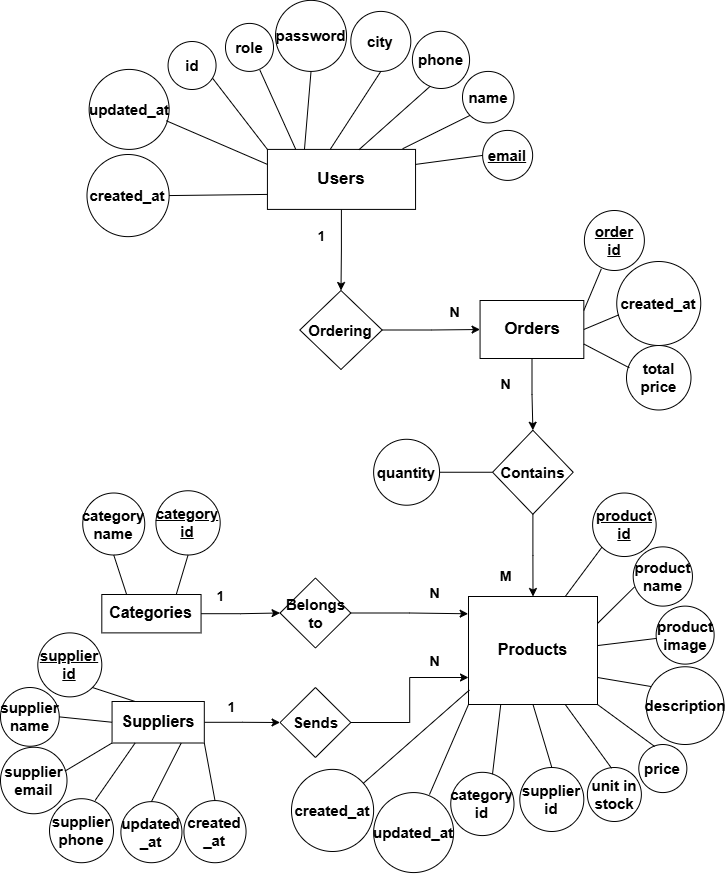 password
city
role
phone
id
name
updated_at
email
Users
created_at
order
id
1
created_at
N
Ordering
Orders
total
price
N
quantity
Contains
category
name
category
id
product
id
product
name
M
1
N
Belongs
to
Categories
product
image
Products
supplier
id
N
supplier
name
1
description
Suppliers
Sends
supplier
email
price
unit in
stock
category
id
supplier
id
created_at
updated_at
supplier
phone
updated
_at
created
_at